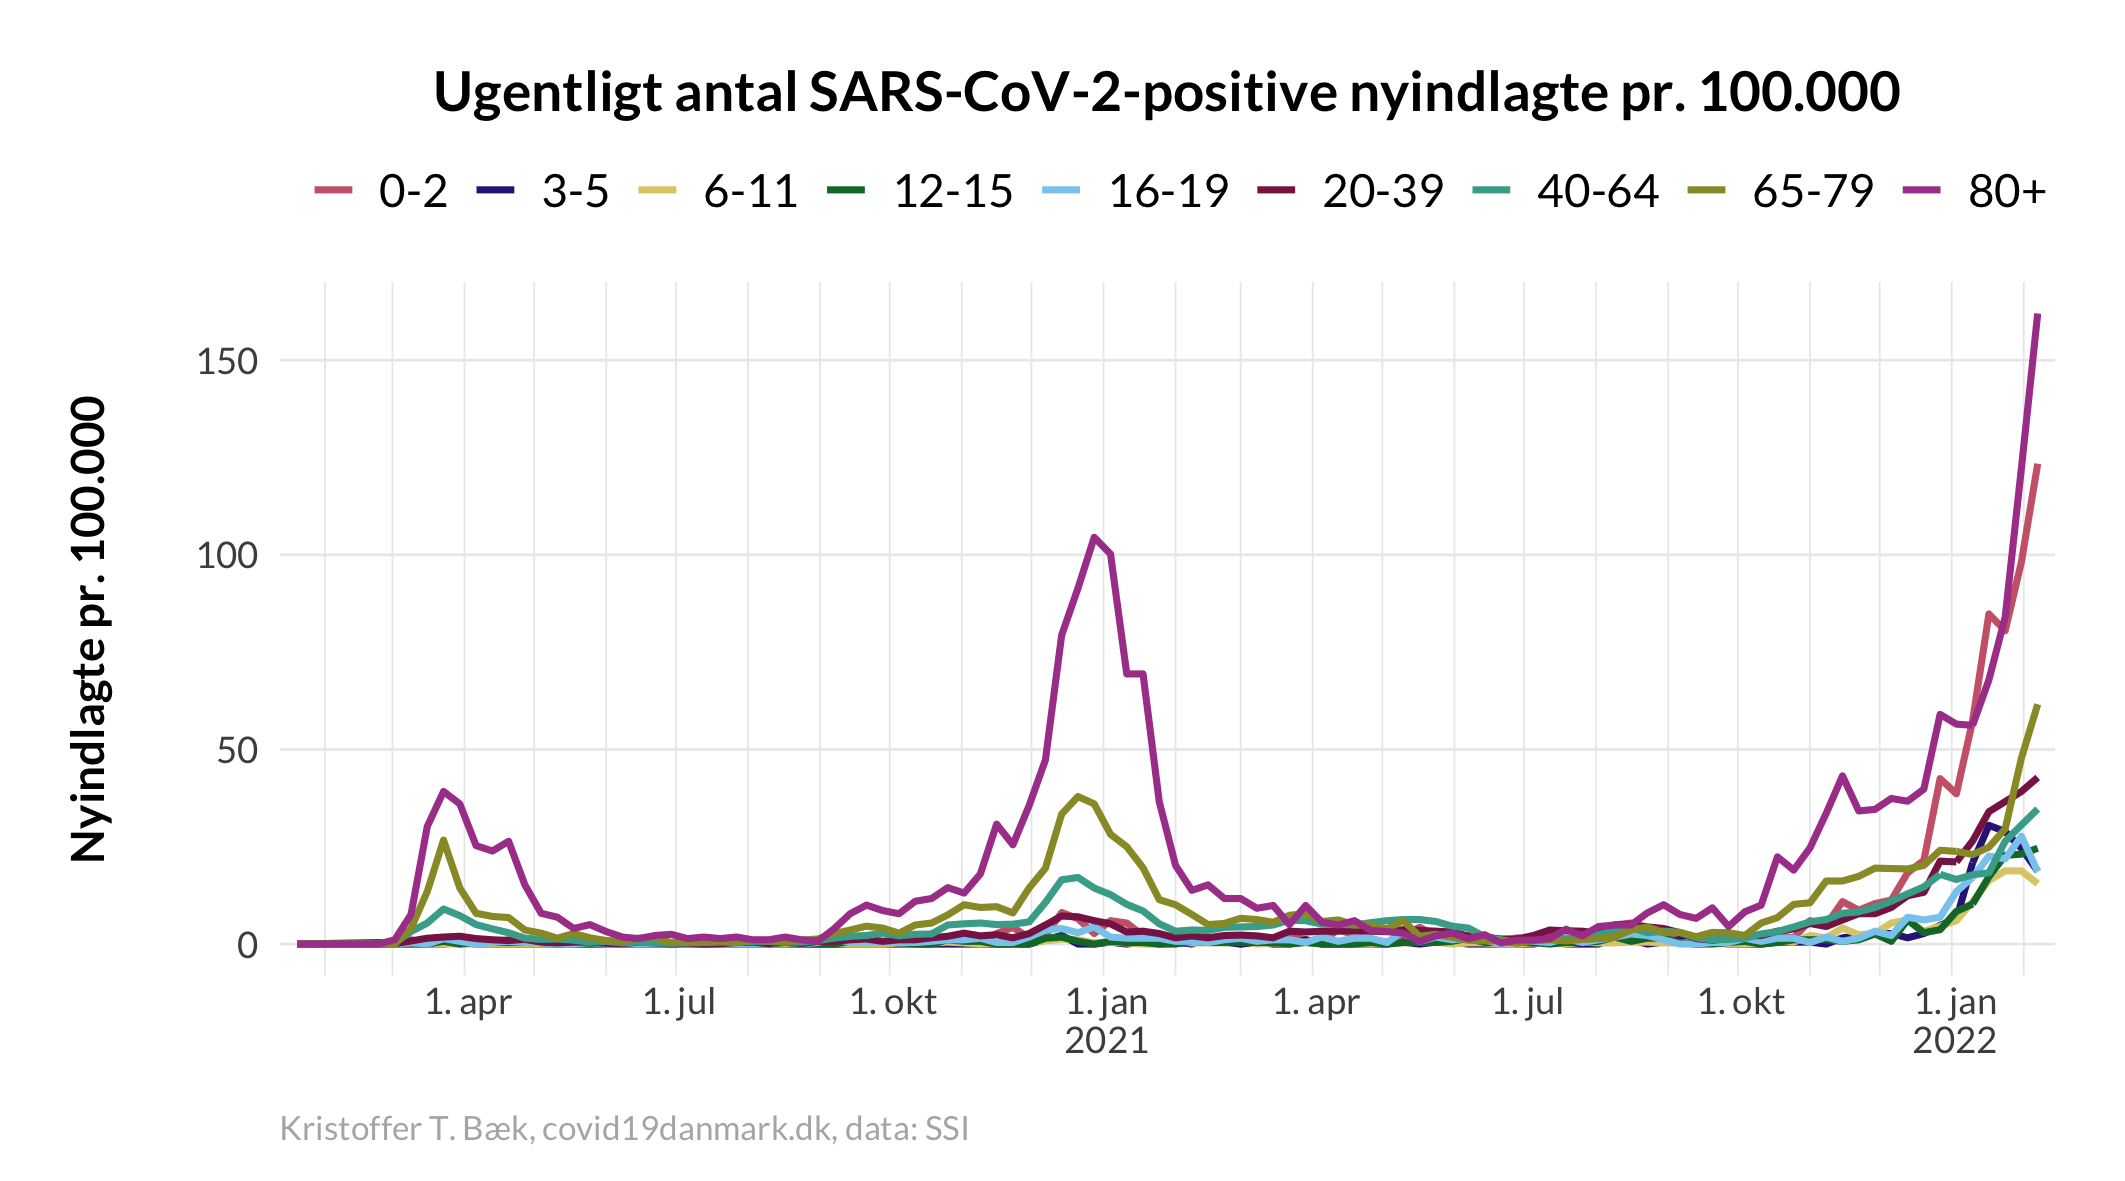 Ugentligt antal SARS-CoV-2-positive nyindlagte pr. 100.000
0-2 3-5 6-11 12-15 16-19 20-39 40-64 65-79 80+
Nyindlagte pr. 100.000
150
100
50
0
1. apr 1. jul 1. okt 1. jan 1. apr 1. jul 1. okt 1. jan
2021 2022
Kristoffer T. Bæk, covid19danmark.dk, data: SSI